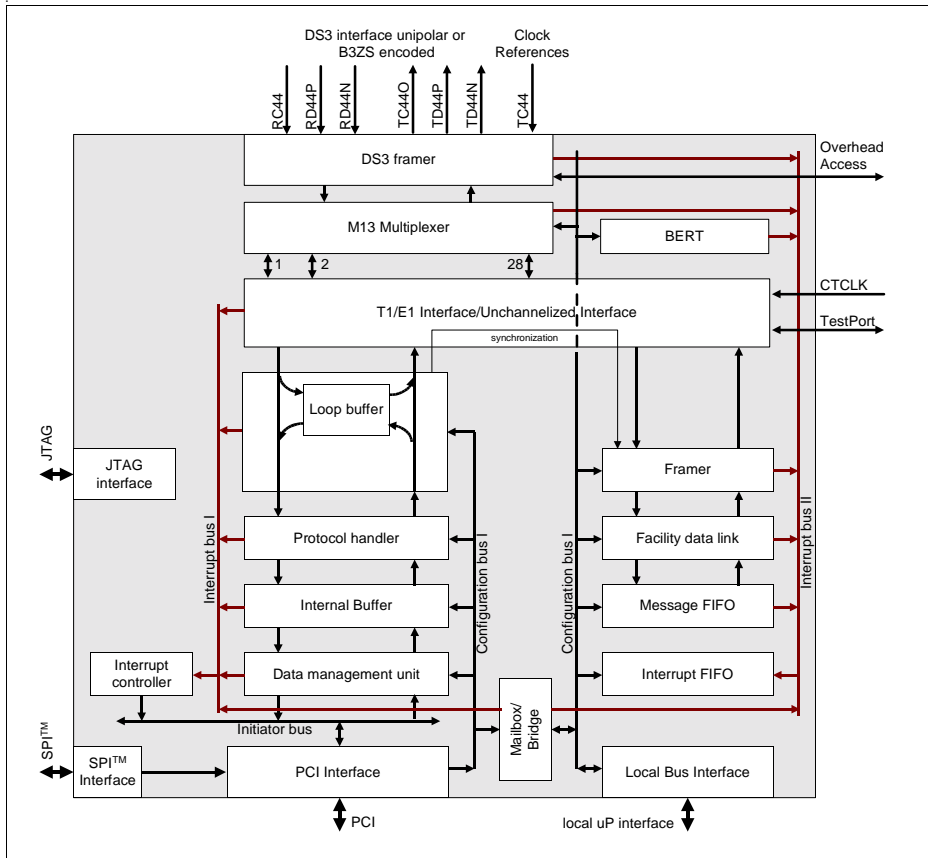 DS3 interface unipolar or
B3ZS encoded
Clock
References
RC44
RD44P
RD44N
TC44O
TD44P
TD44N
TC44
DS3 framer
Overhead
Access
M13 Multiplexer
BERT
1
2
28
CTCLK
T1/E1 Interface/Unchannelized Interface
TestPort
synchronization
Loop buffer
JTAG
JTAG
interface
Framer
Interrupt bus I
Protocol handler
Configuration bus I
Configuration bus I
Facility data link
Interrupt bus II
Internal Buffer
Message FIFO
Interrupt
controller
Data management unit
Interrupt FIFO
Initiator bus
Mailbox/
Bridge
SPI™
SPI™
Interface
PCI Interface
Local Bus Interface
PCI
local uP interface